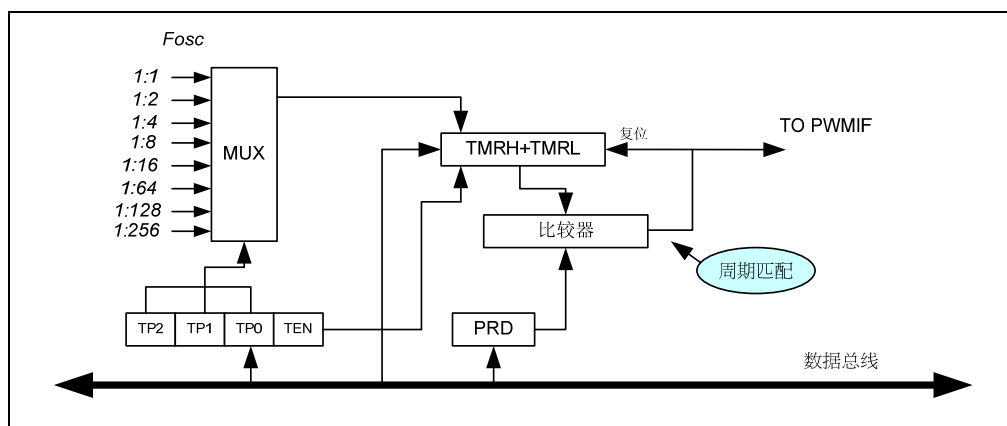 Fosc
1:1
1:2
1:4
1:8
1:16
1:64
1:128
1:256
MUX
TMRH+TMRL
复位
TO PWMIF
比较器
周期匹配
TP2
TP1
TP0
TEN
PRD
数据总线